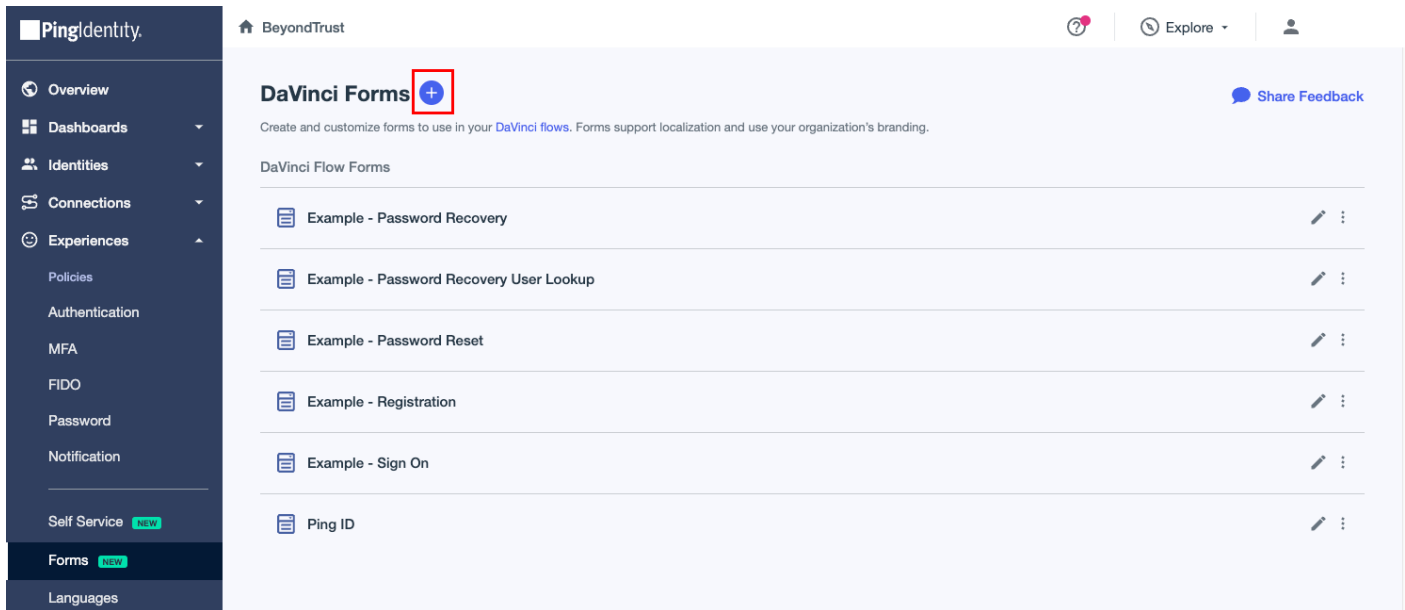 PingIdentity.
BeyondTrust
Explore
Overview
Dashboards
Identities
Connections
Experiences
Policies
Authentication
MFA
FIDO
Password
Notification
Self Service NEW
Forms NEW
Languages
DaVinci Forms
Share Feedback
Create and customize forms to use in your DaVinci flows. Forms support localization and use your organization's branding.
DaVinci Flow Forms
Example - Password Recovery
Example - Password Recovery User Lookup
Example - Password Reset
Example - Registration
Example - Sign On
Ping ID